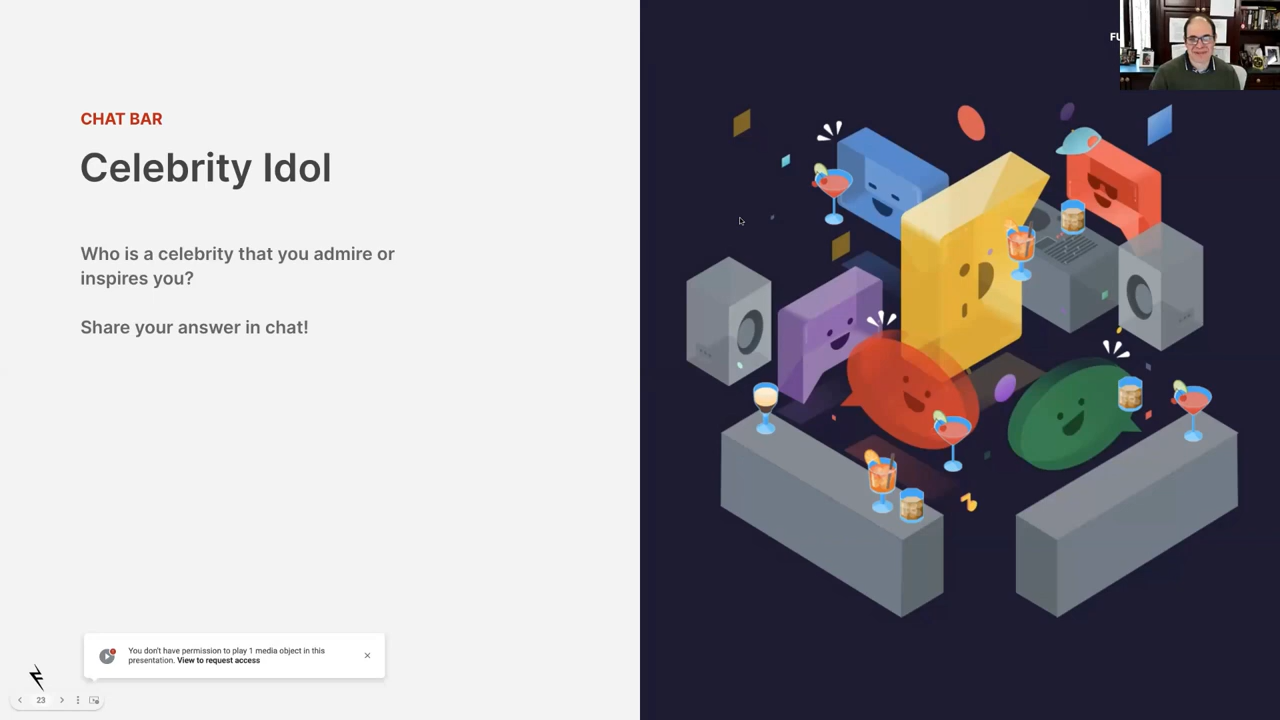 CHAT BAR
FU
Celebrity Idol
Who is a celebrity that you admire or
inspires you?
Share your answer in chat!
You don't have permission to play 1 media object in this
presentation. View to request access
23